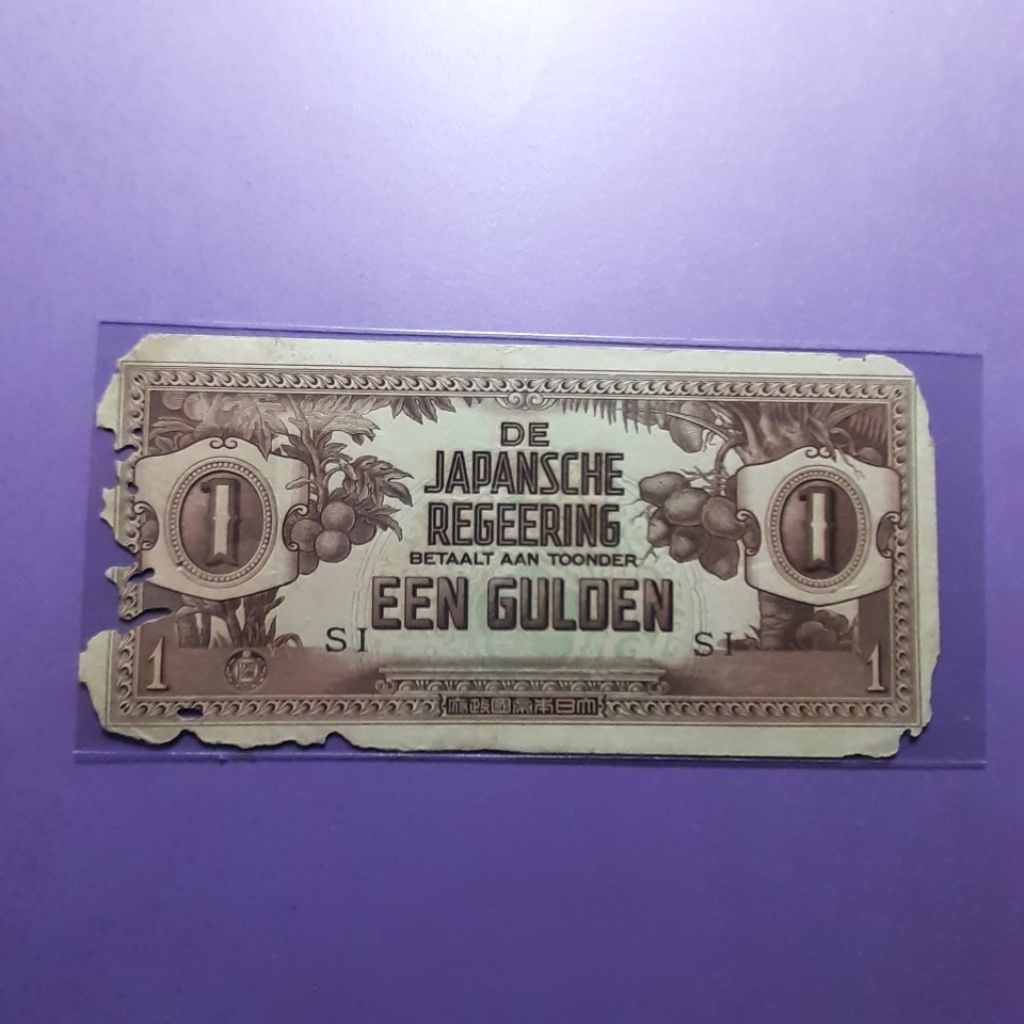 DE
JAPANSCHE
REGEERING
BETAALT AAN TOONDER
EEN GULDEN
1
1
SI
SI
1
1
府政國帝本日大